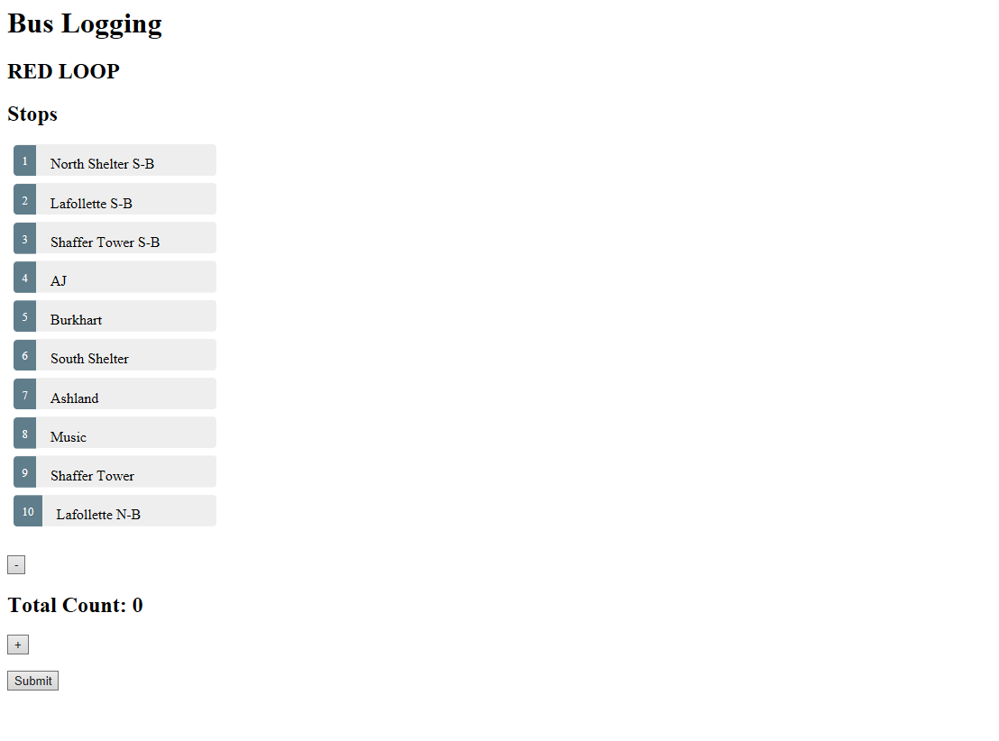 Bus Logging
RED LOOP
Stops
1 North Shelter S-B
2 Lafollette S-B
3 Shaffer Tower S-B
4 AJ
5 Burkhart
6 South Shelter
7 Ashland
8 Music
9 Shaffer Tower
10 Lafollette N-B
-
Total Count: 0
+
Submit